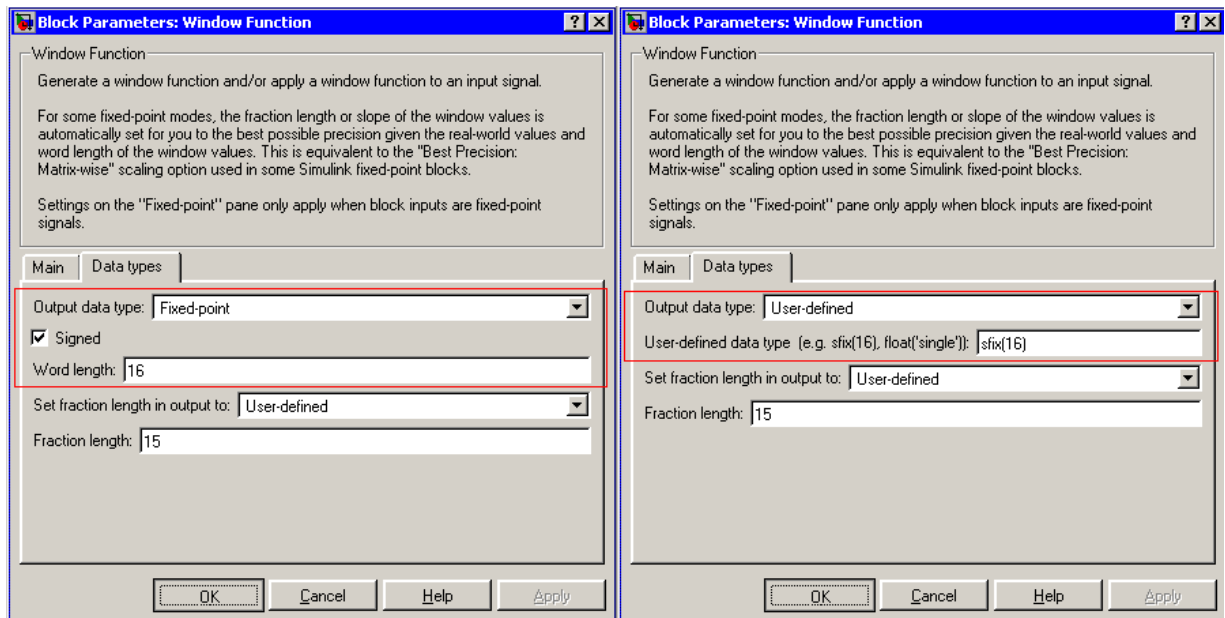 Block Parameters: Window Function
Window Function
Generate a window function and/or apply a window function to an input signal.
For some fixed-point modes, the fraction length or slope of the window values is
automatically set for you to the best possible precision given the real-world values and
word length of the window values. This is equivalent to the "Best Precision:
Matrix-wise" scaling option used in some Simulink fixed-point blocks.
Settings on the "Fixed-point" pane only apply when block inputs are fixed-point
signals.
Main Data types
Output data type: Fixed-point
Signed
Word length: 16
Set fraction length in output to: User-defined
Fraction length: 15
OK Cancel Help Apply
Block Parameters: Window Function
Window Function
Generate a window function and/or apply a window function to an input signal.
For some fixed-point modes, the fraction length or slope of the window values is
automatically set for you to the best possible precision given the real-world values and
word length of the window values. This is equivalent to the "Best Precision:
Matrix-wise" scaling option used in some Simulink fixed-point blocks.
Settings on the "Fixed-point" pane only apply when block inputs are fixed-point
signals.
Main Data types
Output data type: User-defined
User-defined data type (e.g. sfix(16), float('single')): sfix(16)
Set fraction length in output to: User-defined
Fraction length: 15
OK Cancel Help Apply